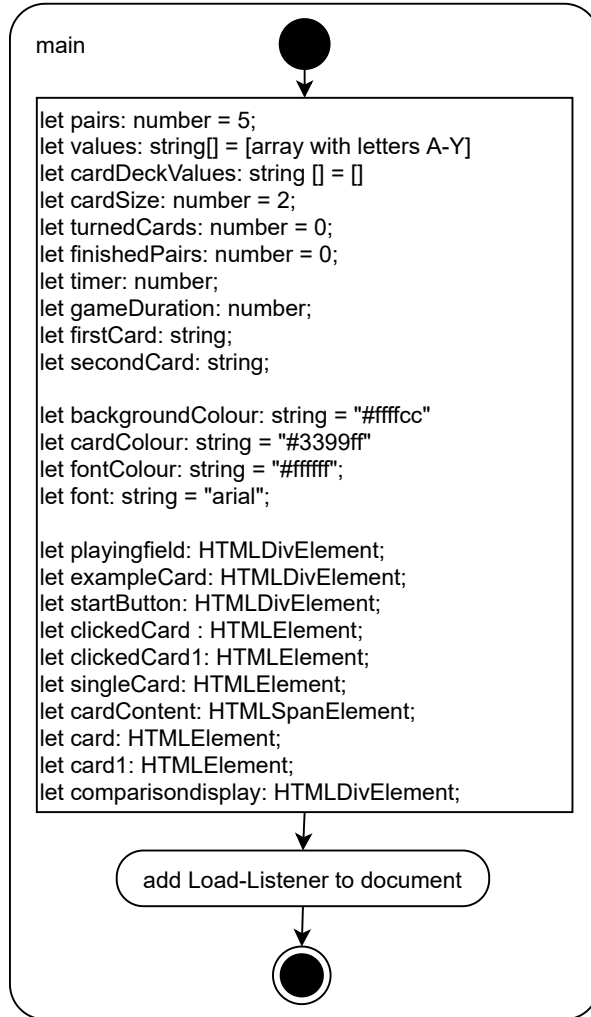 main
let pairs: number = 5;
let values: string[] = [array with letters A-Y]
let cardDeckValues: string [] = []
let cardSize: number = 2;
let turnedCards: number = 0;
let finishedPairs: number = 0;
let timer: number;
let gameDuration: number;
let firstCard: string;
let secondCard: string;
let backgroundColour: string = "#ffffcc"
let cardColour: string = "#3399ff"
let fontColour: string = "#ffffff";
let font: string = "arial";
let playingfield: HTMLDivElement;
let exampleCard: HTMLDivElement;
let startButton: HTMLDivElement;
let clickedCard : HTMLElement;
let clickedCard1: HTMLElement;
let singleCard: HTMLElement;
let cardContent: HTMLSpanElement;
let card: HTMLElement;
let card1: HTMLElement;
let comparisondisplay: HTMLDivElement;
add Load-Listener to document